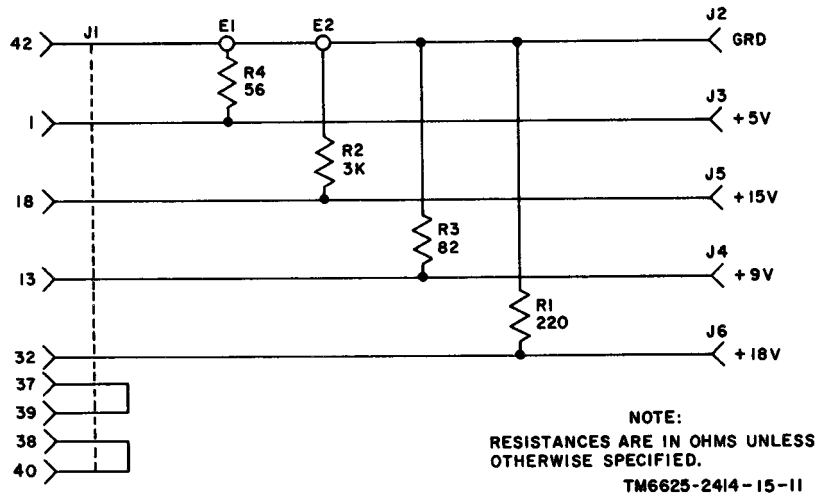 J1
E1
E2
J2
42
GRD
R4
56
J3
1
+5V
R2
3K
J5
18
+15V
R3
82
J4
13
+9V
R1
220
J6
32
+18V
37
39
38
40
NOTE:
RESISTANCES ARE IN OHMS UNLESS
OTHERWISE SPECIFIED.
TM6625-2414-15-11